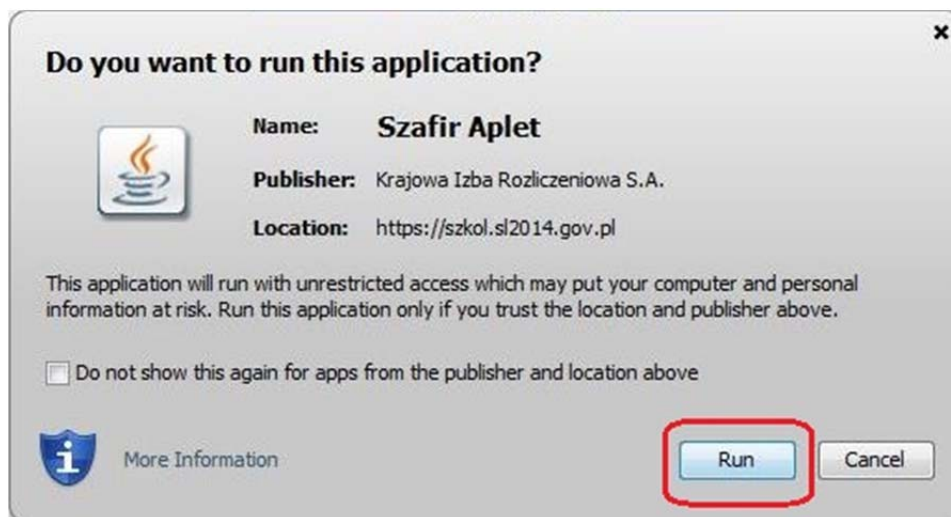 Do you want to run this application?
Name: Szafir Aplet
Publisher: Krajowa Izba Rozliczeniowa S.A.
Location: https://szkol.sl2014.gov.pl
This application will run with unrestricted access which may put your computer and personal
information at risk. Run this application only if you trust the location and publisher above.
Do not show this again for apps from the publisher and location above
More Information Run Cancel